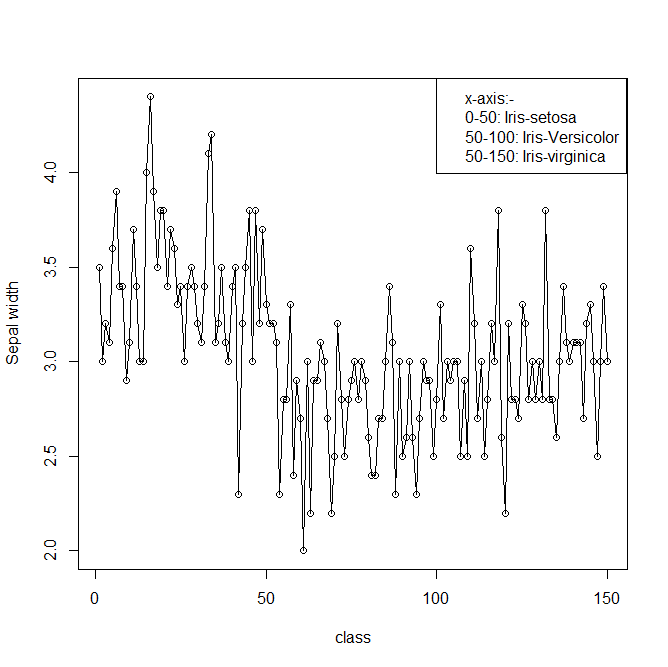 x-axis:-
0-50: Iris-setosa
50-100: Iris-Versicolor
50-150: Iris-virginica
Sepal width
4.0
3.5
3.0
2.5
2.0
0 50 100 150
class